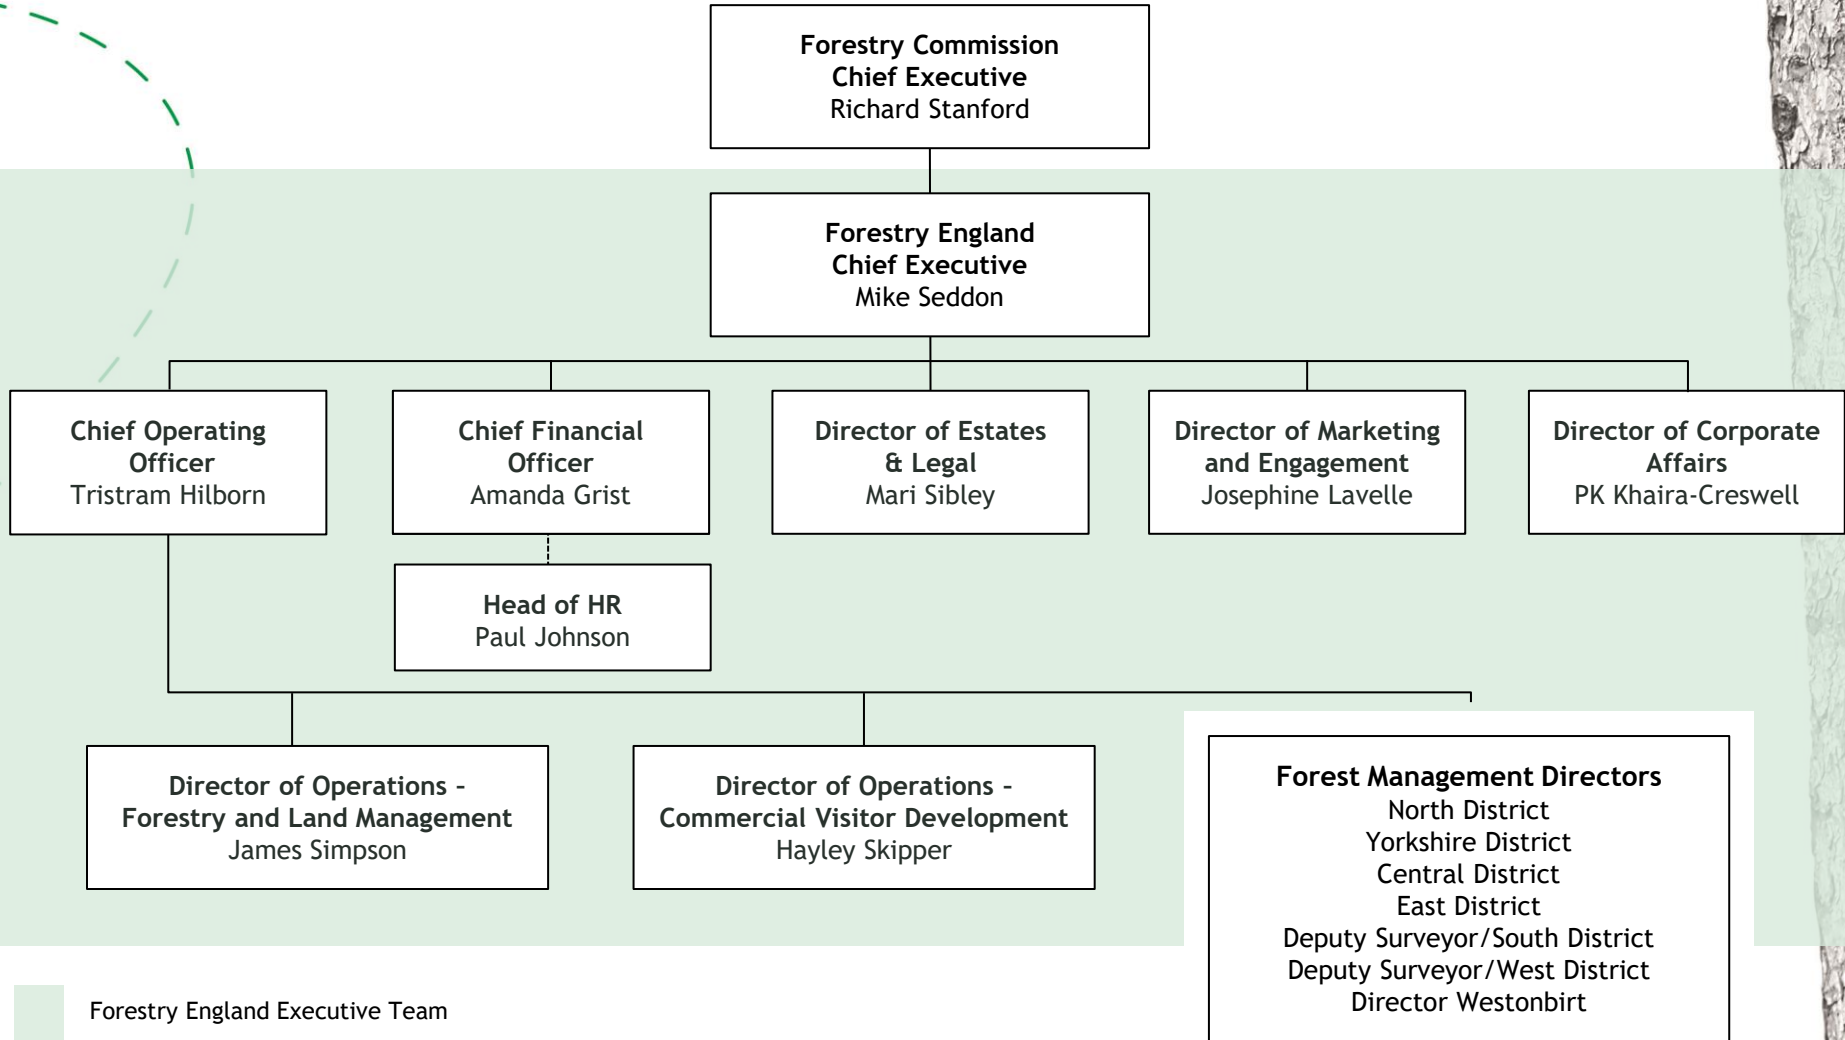 Forestry Commission
Chief Executive
Richard Stanford
Forestry England
Chief Executive
Mike Seddon
Chief Operating
Officer
Tristram Hilborn
Chief Financial
Officer
Amanda Grist
Director of Estates
& Legal
Mari Sibley
Director of Marketing
and Engagement
Josephine Lavelle
Director of Corporate
Affairs
PK Khaira-Creswell
Head of HR
Paul Johnson
Director of Operations –
Forestry and Land Management
James Simpson
Director of Operations –
Commercial Visitor Development
Hayley Skipper
Forest Management Directors
North District
Yorkshire District
Central District
East District
Deputy Surveyor/South District
Deputy Surveyor/West District
Director Westonbirt
Forestry England Executive Team